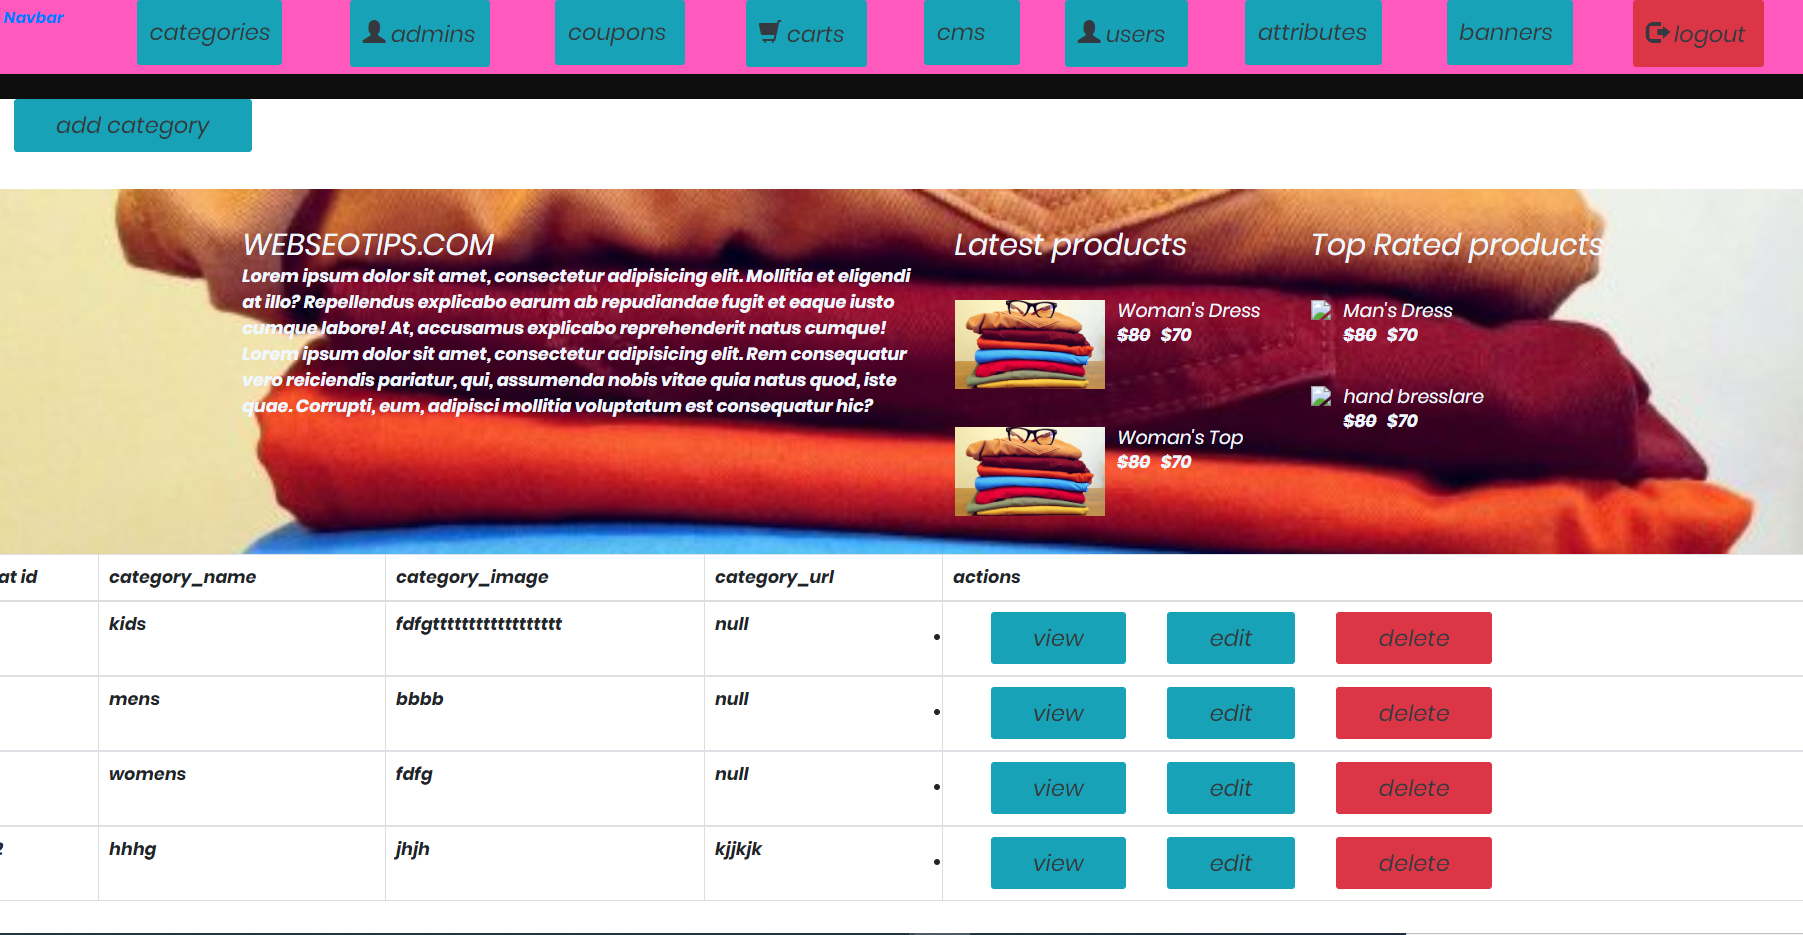 Navbar categories admins coupons carts cms users attributes banners logout
add category
WEBSEOTIPS.COM
Lorem ipsum dolor sit amet, consectetur adipisicing elit. Mollitia et eligendi
at illo? Repellendus explicabo earum ab repudiandae fugit et eaque iusto
cumque labore! At, accusamus explicabo reprehenderit natus cumque!
Lorem ipsum dolor sit amet, consectetur adipisicing elit. Rem consequatur
vero reiciendis pariatur, qui, assumenda nobis vitae quia natus quod, iste
quae. Corrupti, eum, adipisci mollitia voluptatum est consequatur hic?
Latest products
Woman's Dress
$80 $70
Woman's Top
$80 $70
Top Rated products
Man's Dress
$80 $70
hand bresslare
$80 $70
at id category_name category_image category_url actions
kids fdfgtttttttttttttttttt null view edit delete
mens bbbb null view edit delete
womens fdfg null view edit delete
2 hhhg jhjh kjjkjk view edit delete